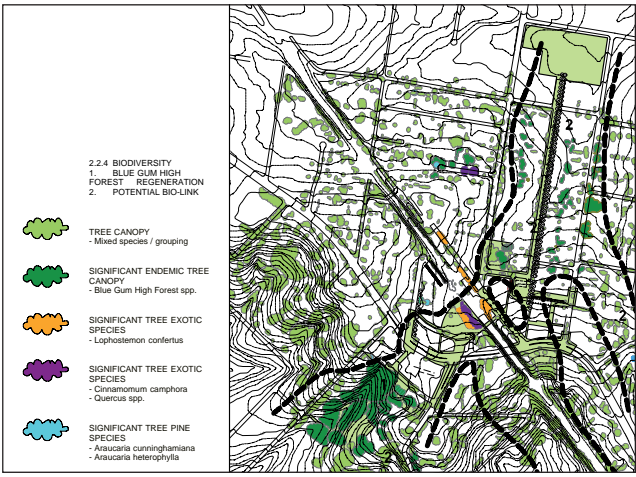 2.2.4 BIODIVERSITY
1. BLUE GUM HIGH
FOREST REGENERATION
2. POTENTIAL BIO-LINK
TREE CANOPY
- Mixed species / grouping
SIGNIFICANT ENDEMIC TREE
CANOPY
- Blue Gum High Forest spp.
SIGNIFICANT TREE EXOTIC
SPECIES
- Lophostemon confertus
SIGNIFICANT TREE EXOTIC
SPECIES
- Cinnamomum camphora
- Quercus spp.
SIGNIFICANT TREE PINE
SPECIES
- Araucaria cunninghamiana
- Araucaria heterophylla
2
2
2